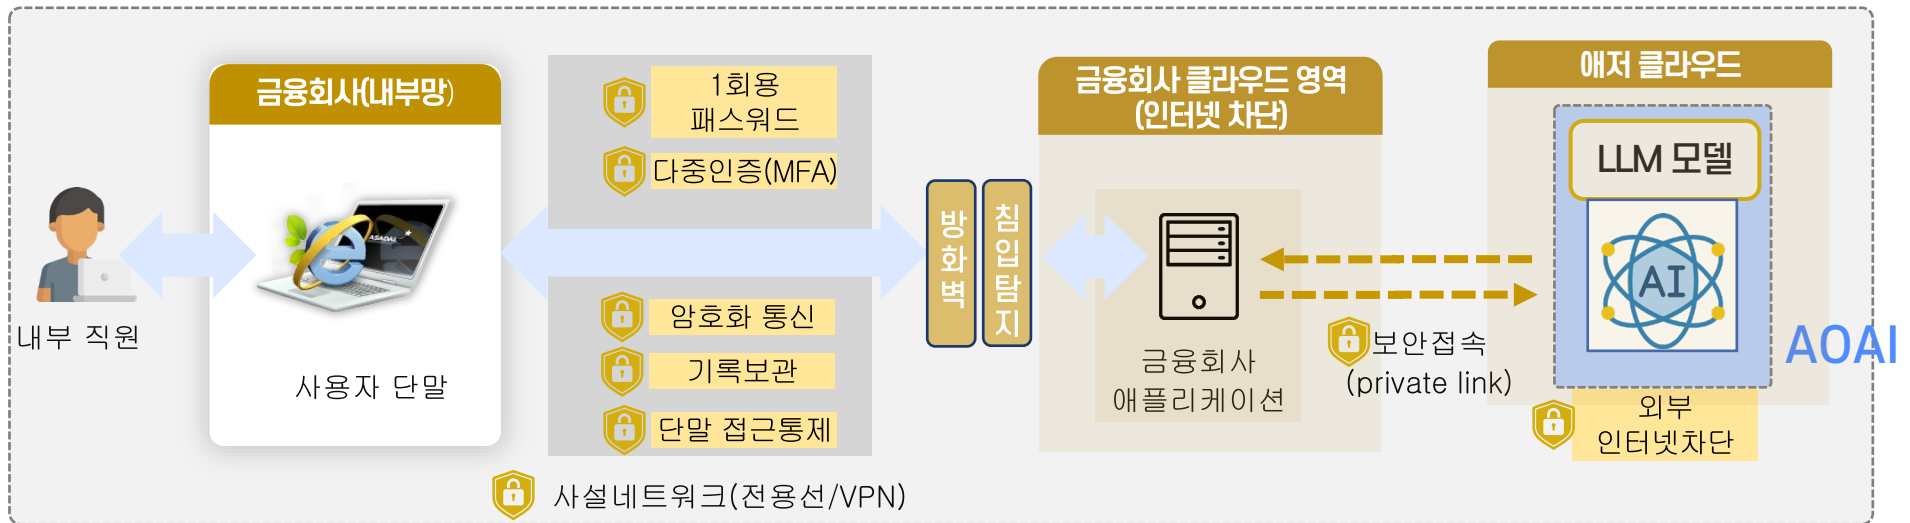 내부 직원
금융회사(내부망)
ASADAL
사용자 단말
1회용
패스워드
다중인증(MFA)
암호화 통신
기록보관
단말 접근통제
사설네트워크(전용선/VPN)
방화벽
침입탐지
금융회사 클라우드 영역
(인터넷 차단)
금융회사
애플리케이션
보안접속
(private link)
애저 클라우드
LLM 모델
AI
AOAI
외부
인터넷차단